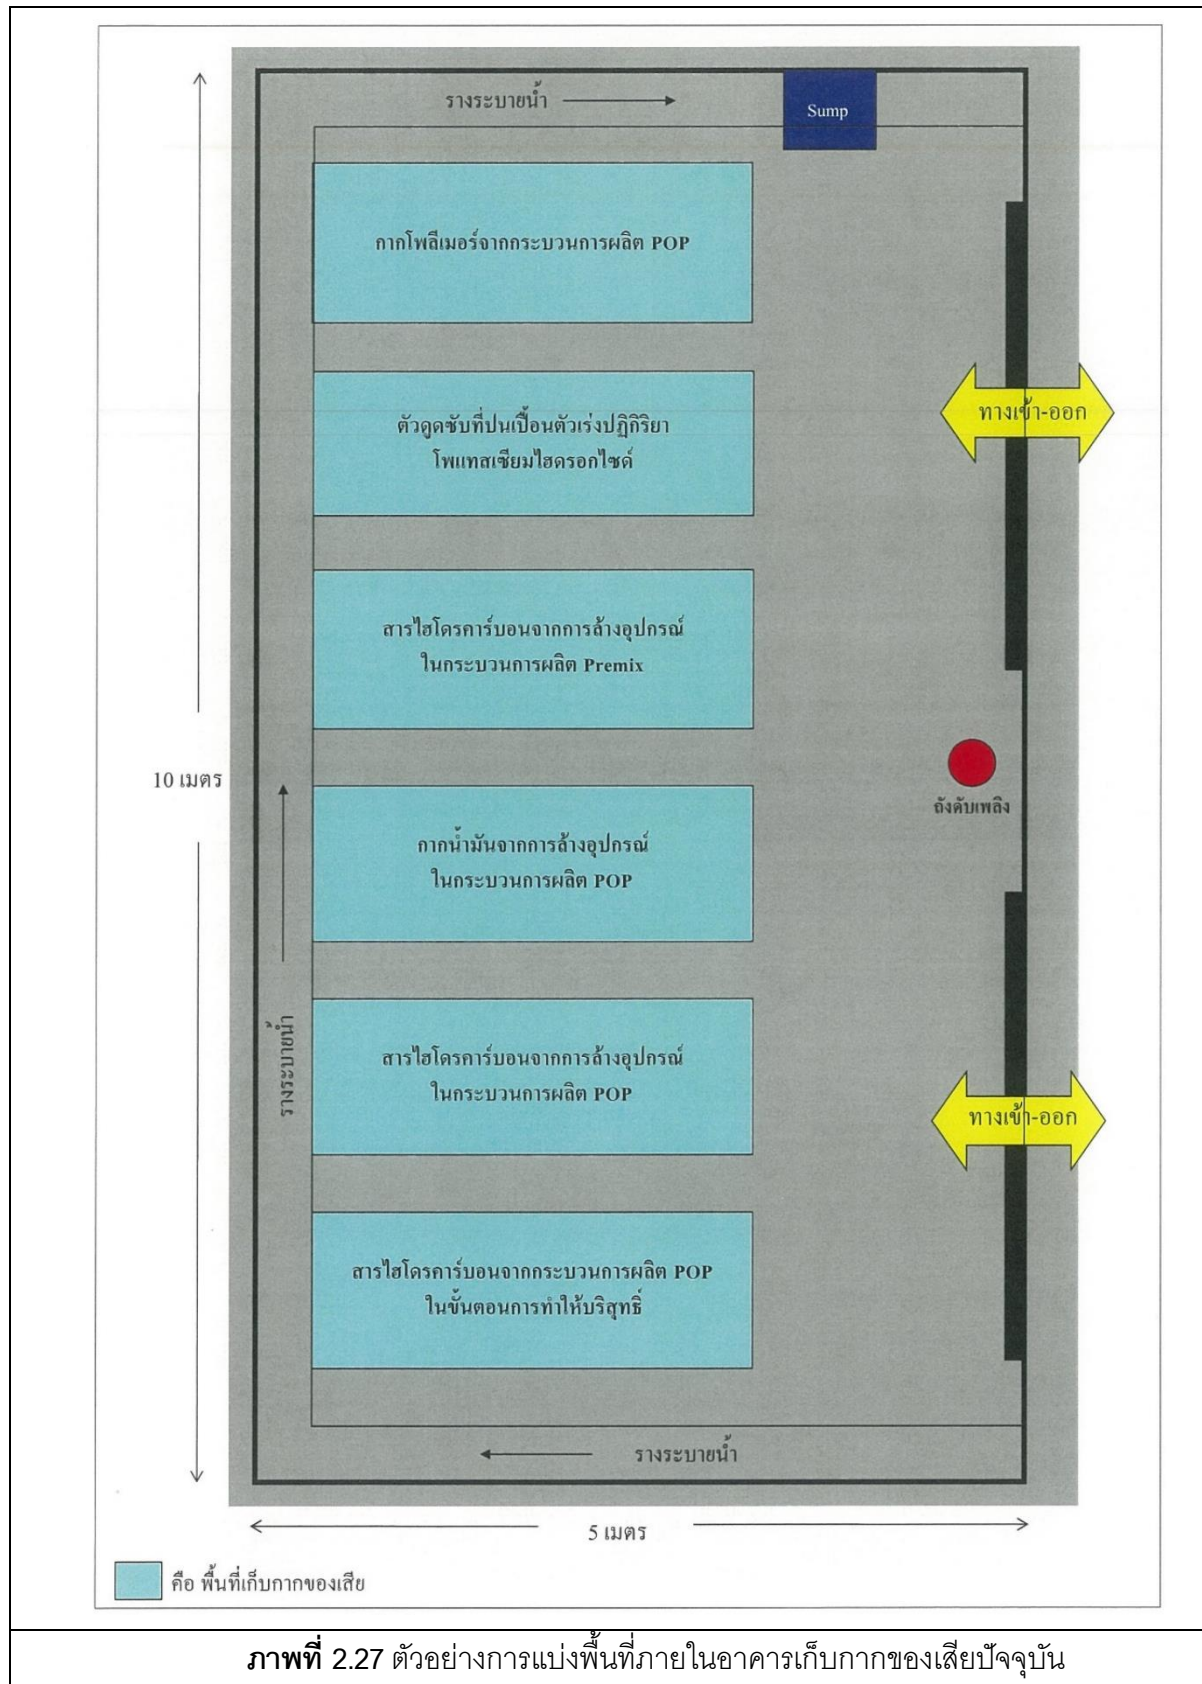 รางระบายน้ำ
Sump
กากโพลีเมอร์จากกระบวนการผลิต POP
ตัวดูดซับที่ปนเปื้อนตัวเร่งปฏิกิริยา
โพแทสเซียมไฮดรอกไซด์
ทางเข้า-ออก
สารไฮโดรคาร์บอนจากการล้างอุปกรณ์
ในกระบวนการผลิต Premix
10 เมตร
ถังดับเพลิง
กากน้ำมันจากการล้างอุปกรณ์
ในกระบวนการผลิต POP
รางระบายน้ำ
สารไฮโดรคาร์บอนจากการล้างอุปกรณ์
ในกระบวนการผลิต POP
ทางเข้า-ออก
สารไฮโดรคาร์บอนจากกระบวนการผลิต POP
ในขั้นตอนการทำให้บริสุทธิ์
รางระบายน้ำ
5 เมตร
คือ พื้นที่เก็บกากของเสีย
ภาพที่ 2.27 ตัวอย่างการแบ่งพื้นที่ภายในอาคารเก็บกากของเสียปัจจุบัน